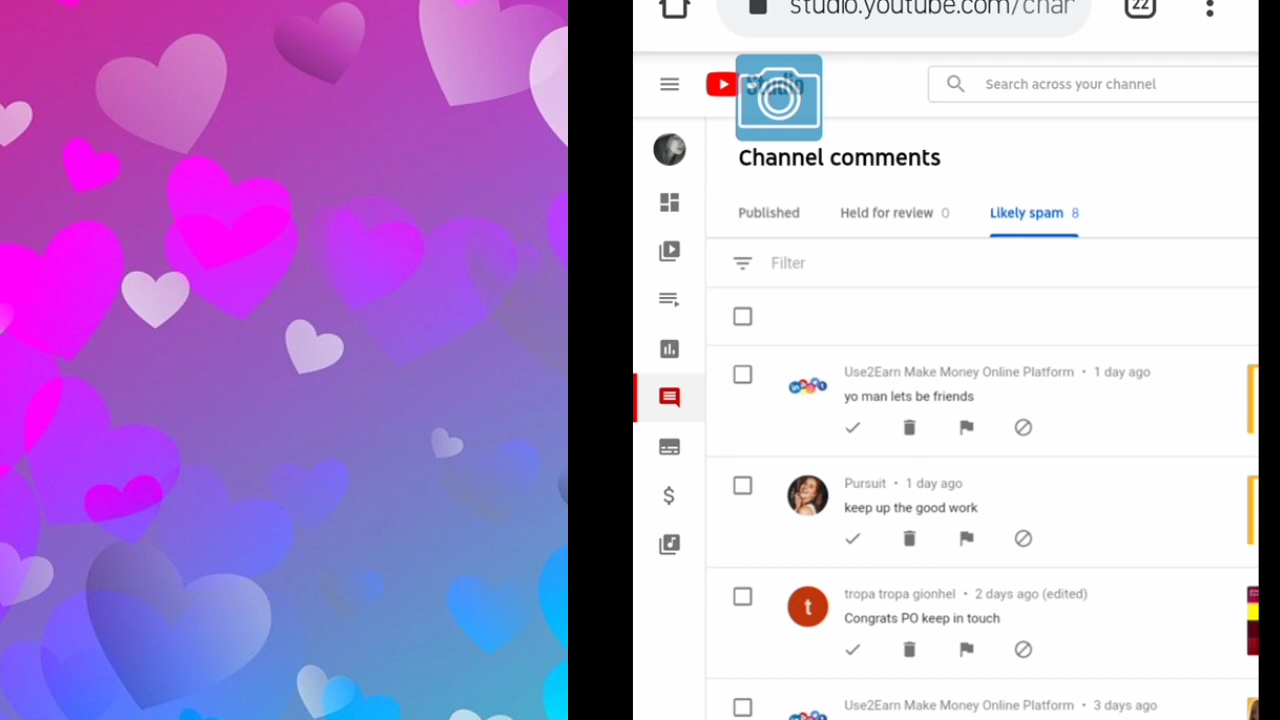 studio.youtube.com/char
22
Studio
Search across your channel
Channel comments
Published
Held for review 0
Likely spam 8
Filter
Use2Earn Make Money Online Platform • 1 day ago
yo man lets be friends
Pursuit • 1 day ago
keep up the good work
t
tropa tropa gionhel • 2 days ago (edited)
Congrats PO keep in touch
Use2Earn Make Money Online Platform • 3 days ago